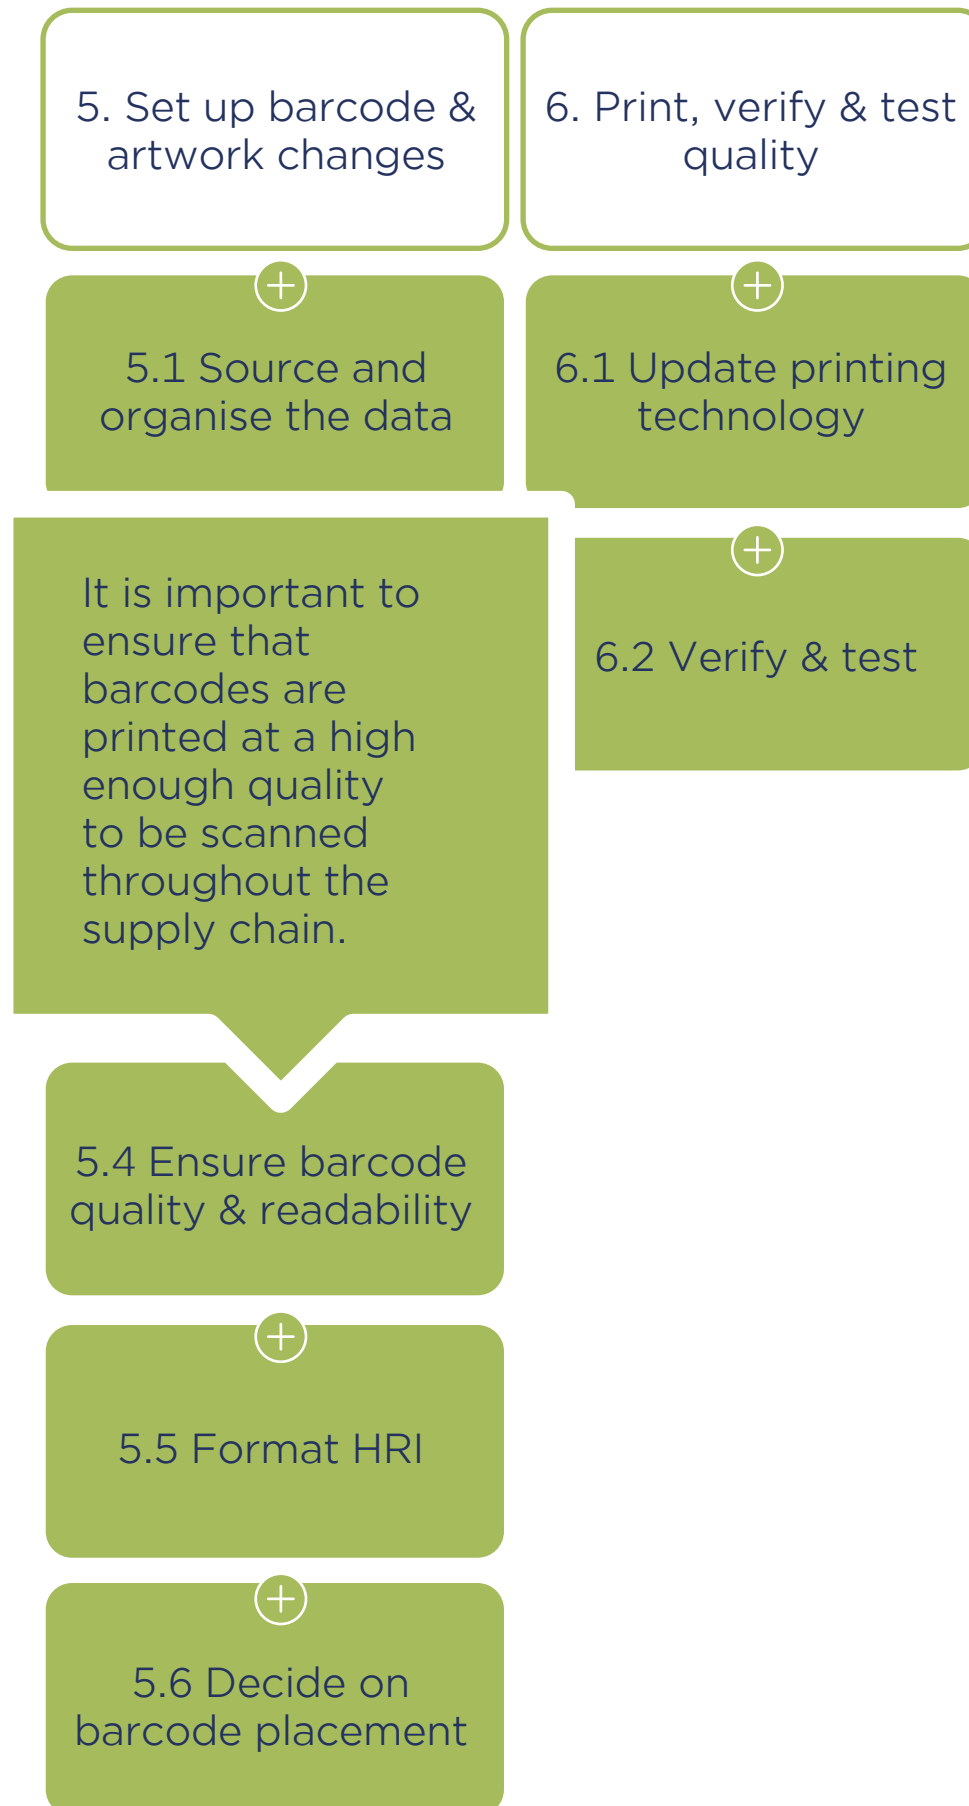 5. Set up barcode &
artwork changes
5.1 Source and
organise the data
It is important to
ensure that
barcodes are
printed at a high
enough quality
to be scanned
throughout the
supply chain.
5.4 Ensure barcode
quality & readability
5.5 Format HRI
5.6 Decide on
barcode placement
6. Print, verify & test
quality
6.1 Update printing
technology
6.2 Verify & test